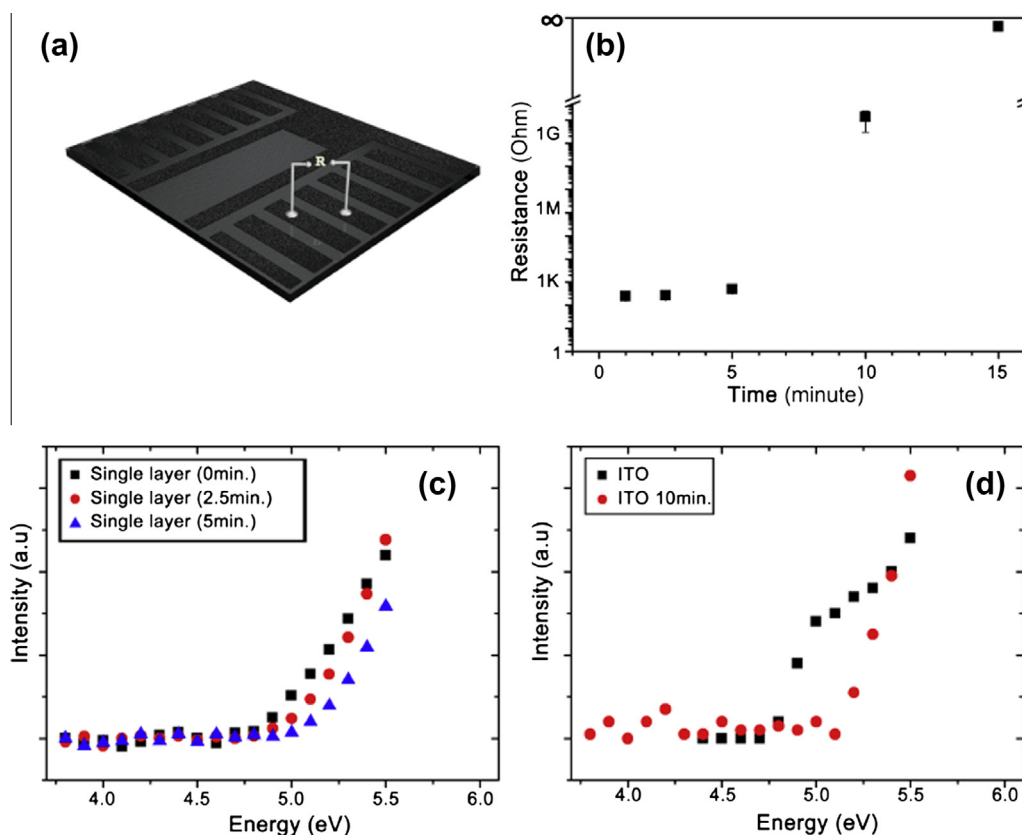 (a)
R
(b)
∞
1G
1M
1K
1
Resistance (Ohm)
0 5 10 15
Time (minute)
(c)
Single layer (0min.)
Single layer (2.5min.)
Single layer (5min.)
Intensity (a.u)
4.0 4.5 5.0 5.5 6.0
Energy (eV)
(d)
ITO
ITO 10min.
Intensity (a.u)
4.0 4.5 5.0 5.5 6.0
Energy (eV)